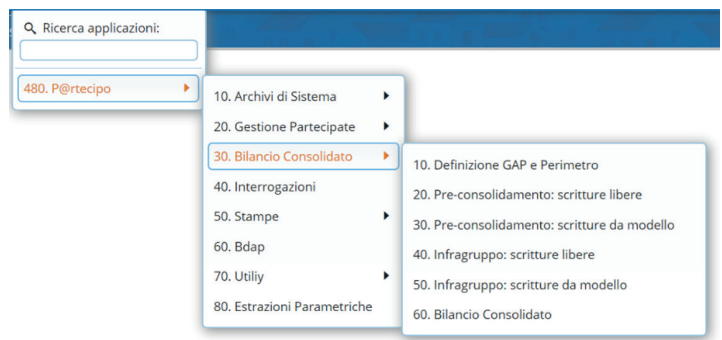 Ricerca applicazioni:
480. P@rtecipo
10. Archivi di Sistema
20. Gestione Partecipate
30. Bilancio Consolidato
40. Interrogazioni
50. Stampe
60. Bdap
70. Utiliy
80. Estrazioni Parametriche
10. Definizione GAP e Perimetro
20. Pre-consolidamento: scritture libere
30. Pre-consolidamento: scritture da modello
40. Infragruppo: scritture libere
50. Infragruppo: scritture da modello
60. Bilancio Consolidato